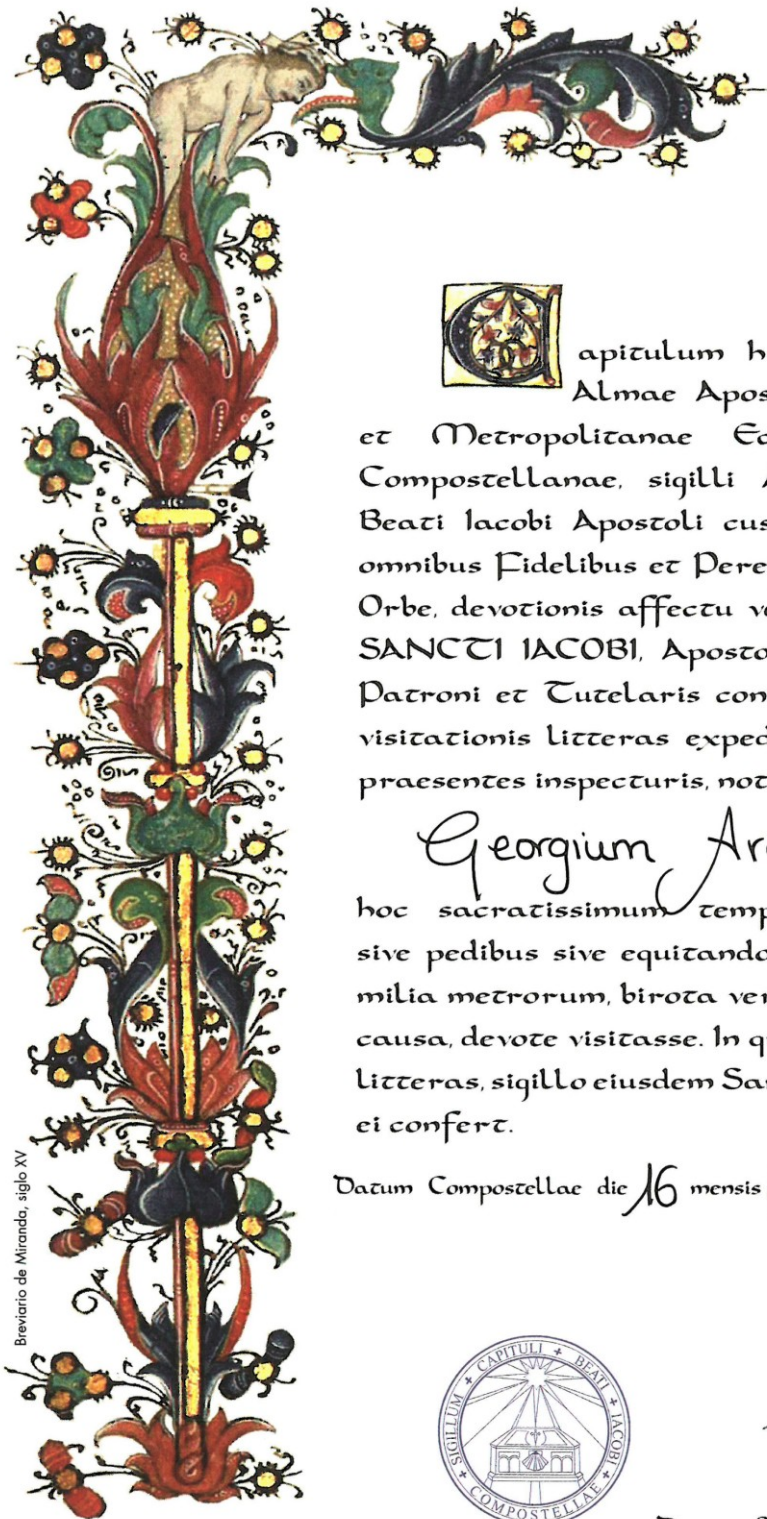 Capitulum h
Almae Apos
et Metropolitanae Ec
Compostellanae, sigilli A
Beati Iacobi Apostoli cus
omnibus Fidelibus et Pere
Orbe, devotionis affectu ve
SANCTI IACOBI, Aposto
Patroni et Tutelaris con
visitationis litteras exped
praesentes inspecturis, not
Georgium Ar
hoc sacratissimum temp
sive pedibus sive equitando
milia metrorum, birota ver
causa, devote visitasse. In q
litteras, sigillo eiusdem San
ei confert.
Datum Compostellae die 16 mensis
Breviario de Miranda, siglo XV
SIGILLUM + CAPITULI + BEATI + IACOBI + COMPOSTELLAE +